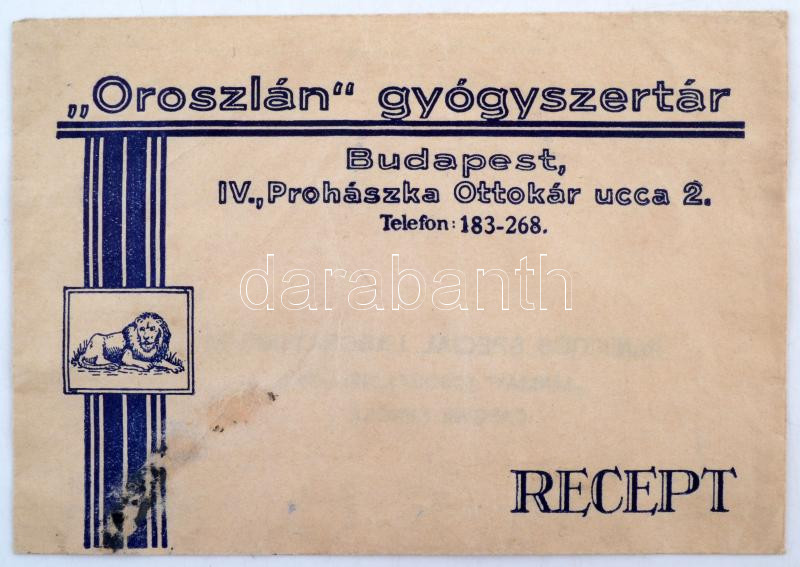 „Oroszlán“ gyógyszertár
Budapest,
IV., Prohászka Ottokár ucca 2.
Telefon: 183-268.
darabanth
RECEPT